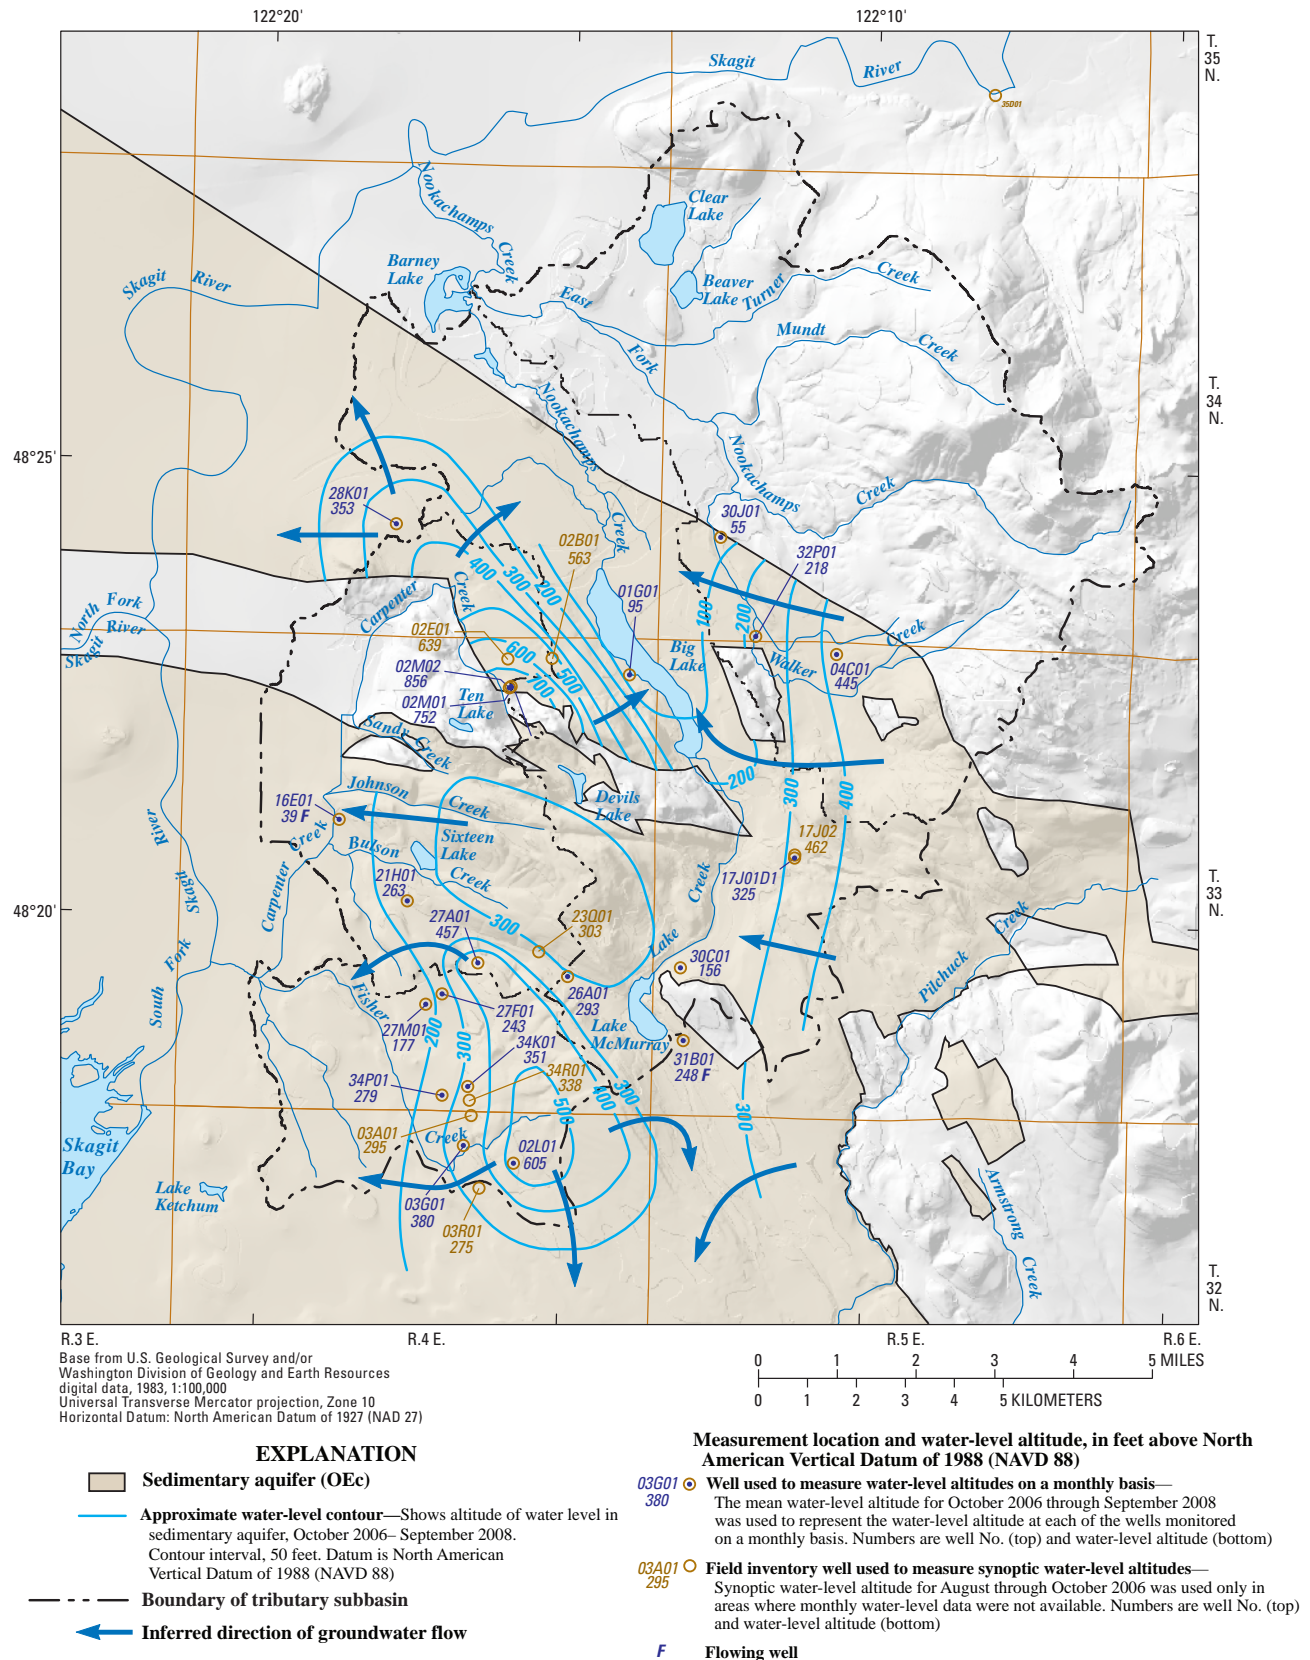 122°20'
122°10'
T.
35
N.
Skagit
River
35D01
Nookachamps
Creek
Clear
Lake
Barney
Lake
Beaver
Lake
Turner
Creek
Skagit
River
East
Fork
Mundt
Creek
T.
34
N.
Nookachamps
Creek
48°25'
Nookachamps
Creek
28K01
353
30J01
55
02B01
563
32P01
218
400
300
200
01G01
95
100
200
North
Fork
Skagit
River
Carpenter
Creek
02E01
639
600
500
700
Big
Lake
Walker
Creek
04C01
445
02M02
856
02M01
752
Ten
Lake
Sandy
Creek
200
300
400
Johnson
Creek
Devils
Lake
16E01
39 F
Sixteen
Lake
17J02
462
River
Carpenter
Creek
Bulson
Creek
17J01D1
325
21H01
263
Creek
T.
33
N.
Skagit
48°20'
27A01
457
300
23Q01
303
Creek
Lake
30C01
156
Fork
South
Fisher
26A01
293
Pilchuck
27F01
243
27M01
177
200
300
Lake
McMurray
34K01
351
31B01
248 F
34P01
279
34R01
338
500
400
300
300
Skagit
Bay
03A01
295
Creek
02L01
605
Lake
Ketchum
03G01
380
03R01
275
Armstrong
Creek
T.
32
N.
R.3 E.
R.4 E.
R.5 E.
R.6 E.
Base from U.S. Geological Survey and/or
Washington Division of Geology and Earth Resources
digital data, 1983, 1:100,000
Universal Transverse Mercator projection, Zone 10
Horizontal Datum: North American Datum of 1927 (NAD 27)
0 1 2 3 4 5 MILES
0 1 2 3 4 5 KILOMETERS
EXPLANATION
Sedimentary aquifer (OEc)
Approximate water-level contour—Shows altitude of water level in
sedimentary aquifer, October 2006– September 2008.
Contour interval, 50 feet. Datum is North American
Vertical Datum of 1988 (NAVD 88)
Boundary of tributary subbasin
Inferred direction of groundwater flow
Measurement location and water-level altitude, in feet above North
American Vertical Datum of 1988 (NAVD 88)
03G01
380
Well used to measure water-level altitudes on a monthly basis—
The mean water-level altitude for October 2006 through September 2008
was used to represent the water-level altitude at each of the wells monitored
on a monthly basis. Numbers are well No. (top) and water-level altitude (bottom)
03A01
295
Field inventory well used to measure synoptic water-level altitudes—
Synoptic water-level altitude for August through October 2006 was used only in
areas where monthly water-level data were not available. Numbers are well No. (top)
and water-level altitude (bottom)
F Flowing well